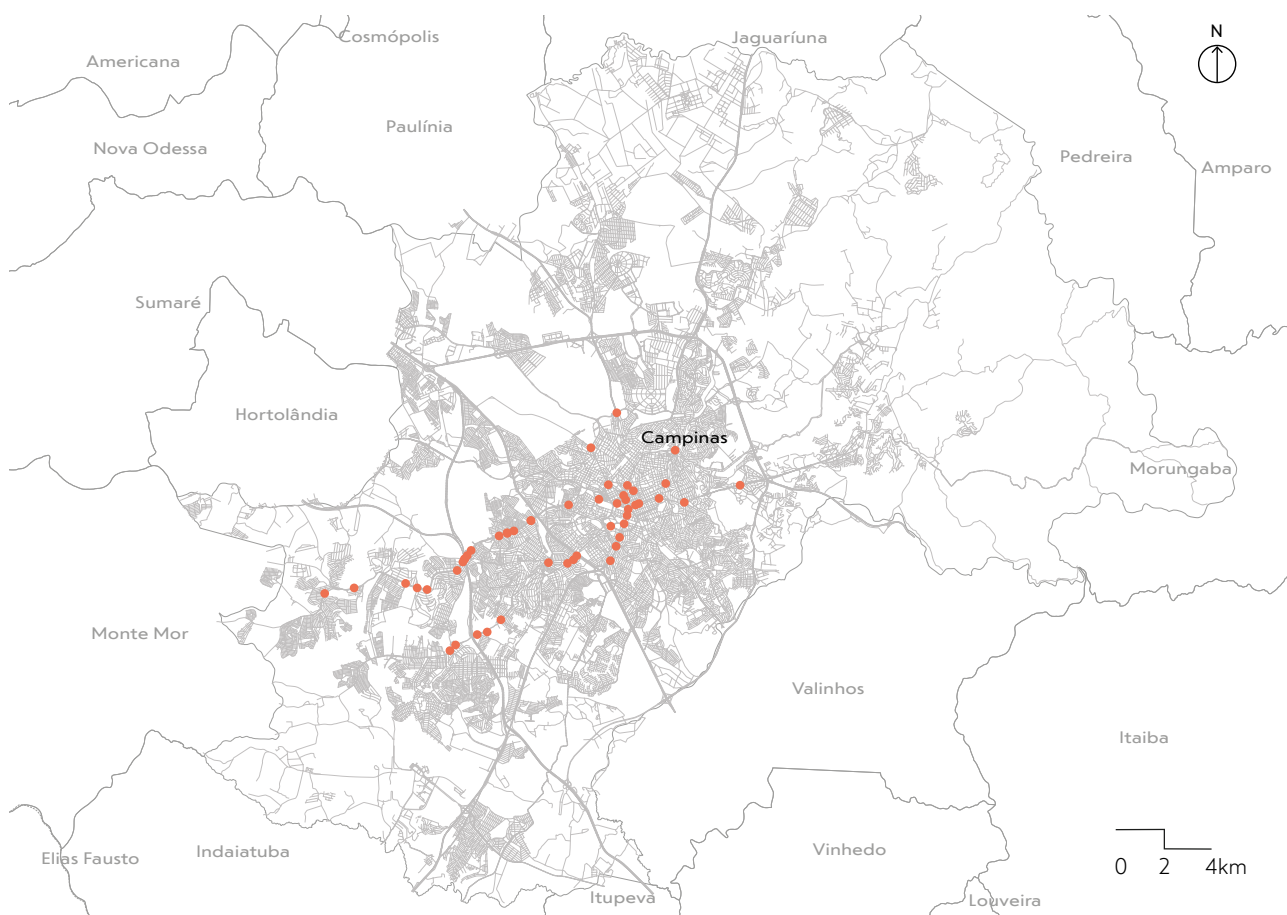 Cosmópolis
Jaguaríuna
N
Americana
Paulínia
Nova Odessa
Pedreira
Amparo
Sumaré
Hortolândia
Campinas
Morungaba
Monte Mor
Valinhos
Itaiba
Elias Fausto
Indaiatuba
Vinhedo
0 2 4km
Itupeva
Louveira